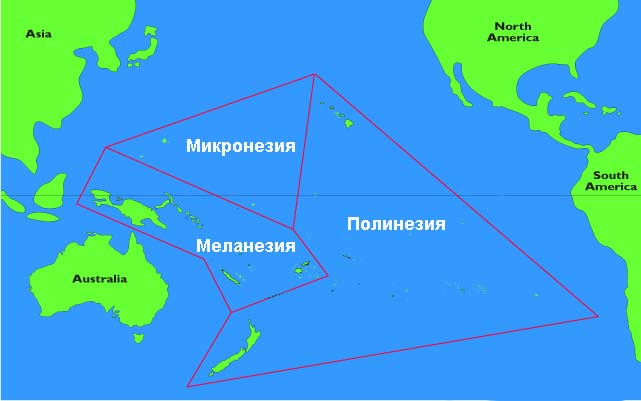 Asia
North
America
Микронезия
South
America
Полинезия
Меланезия
Australia